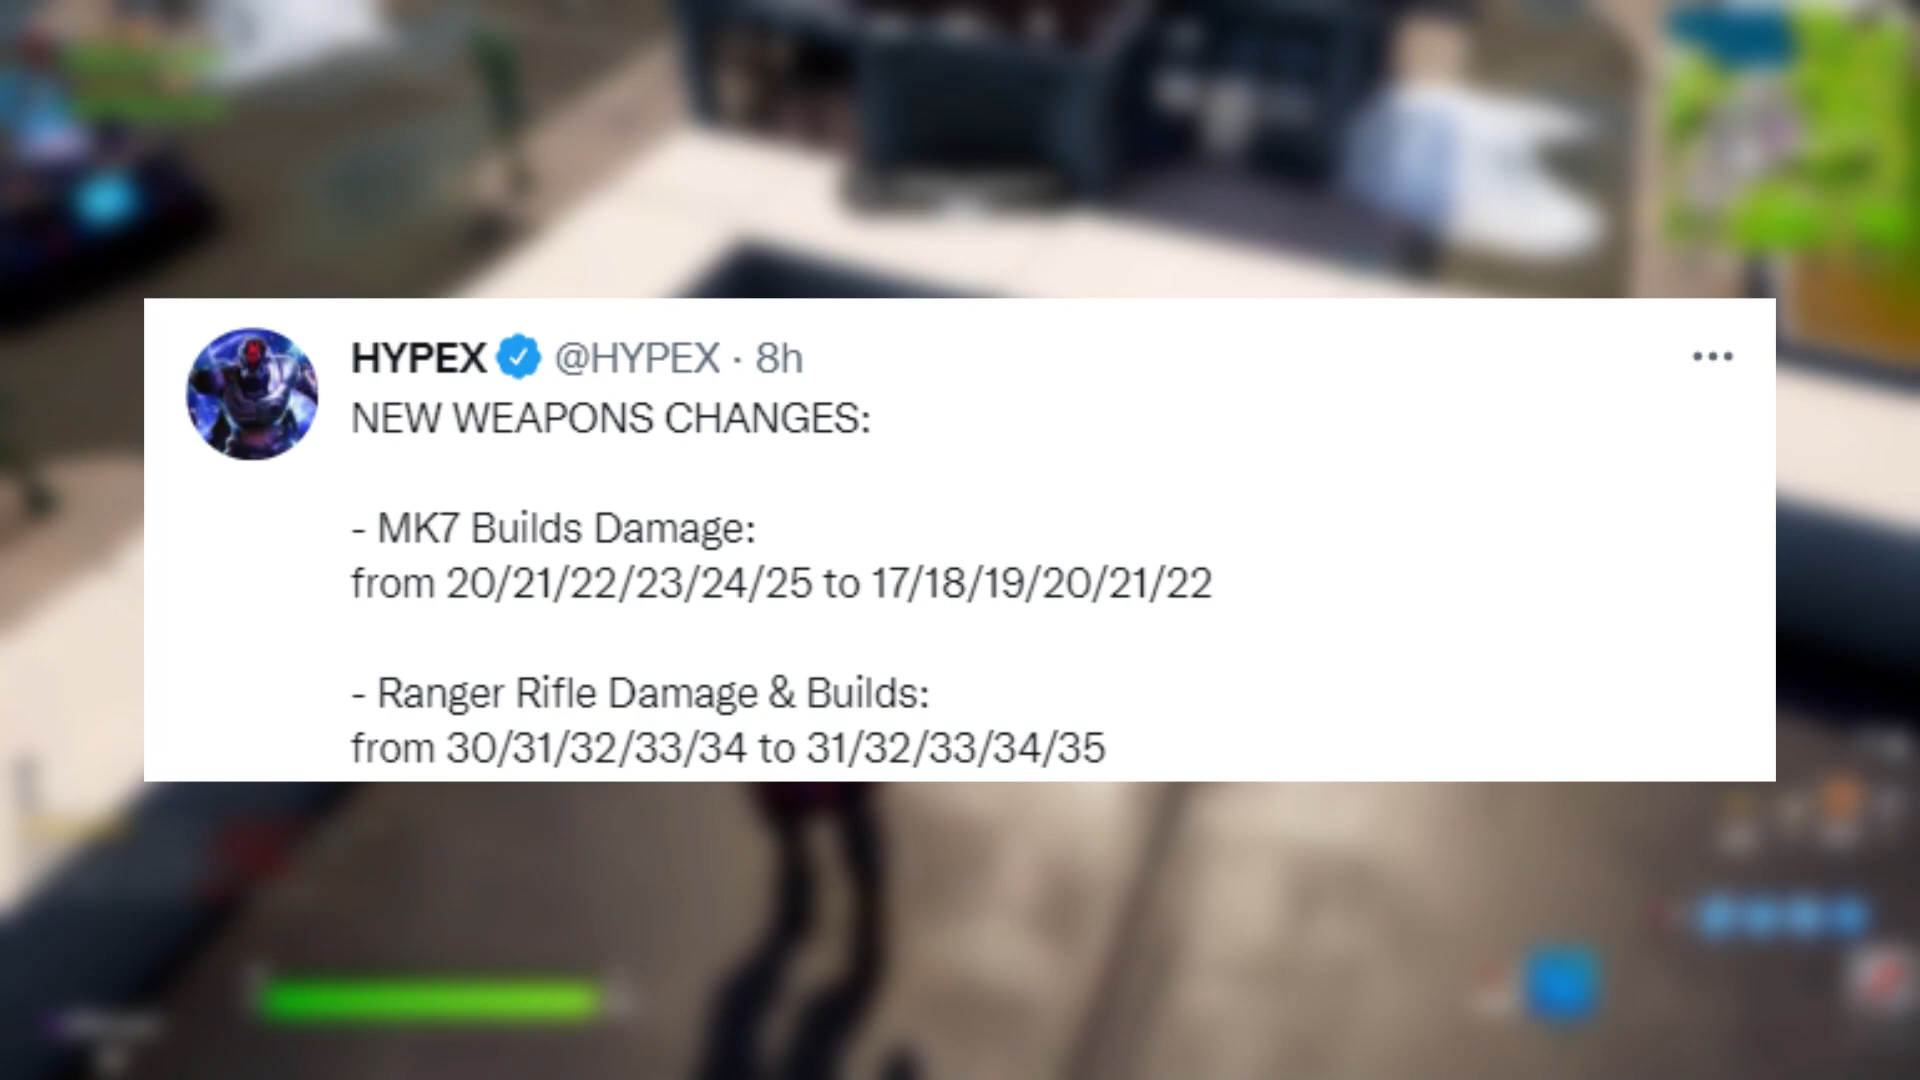 HYPEX @HYPEX · 8h
NEW WEAPONS CHANGES:
- MK7 Builds Damage:
from 20/21/22/23/24/25 to 17/18/19/20/21/22
- Ranger Rifle Damage & Builds:
from 30/31/32/33/34 to 31/32/33/34/35